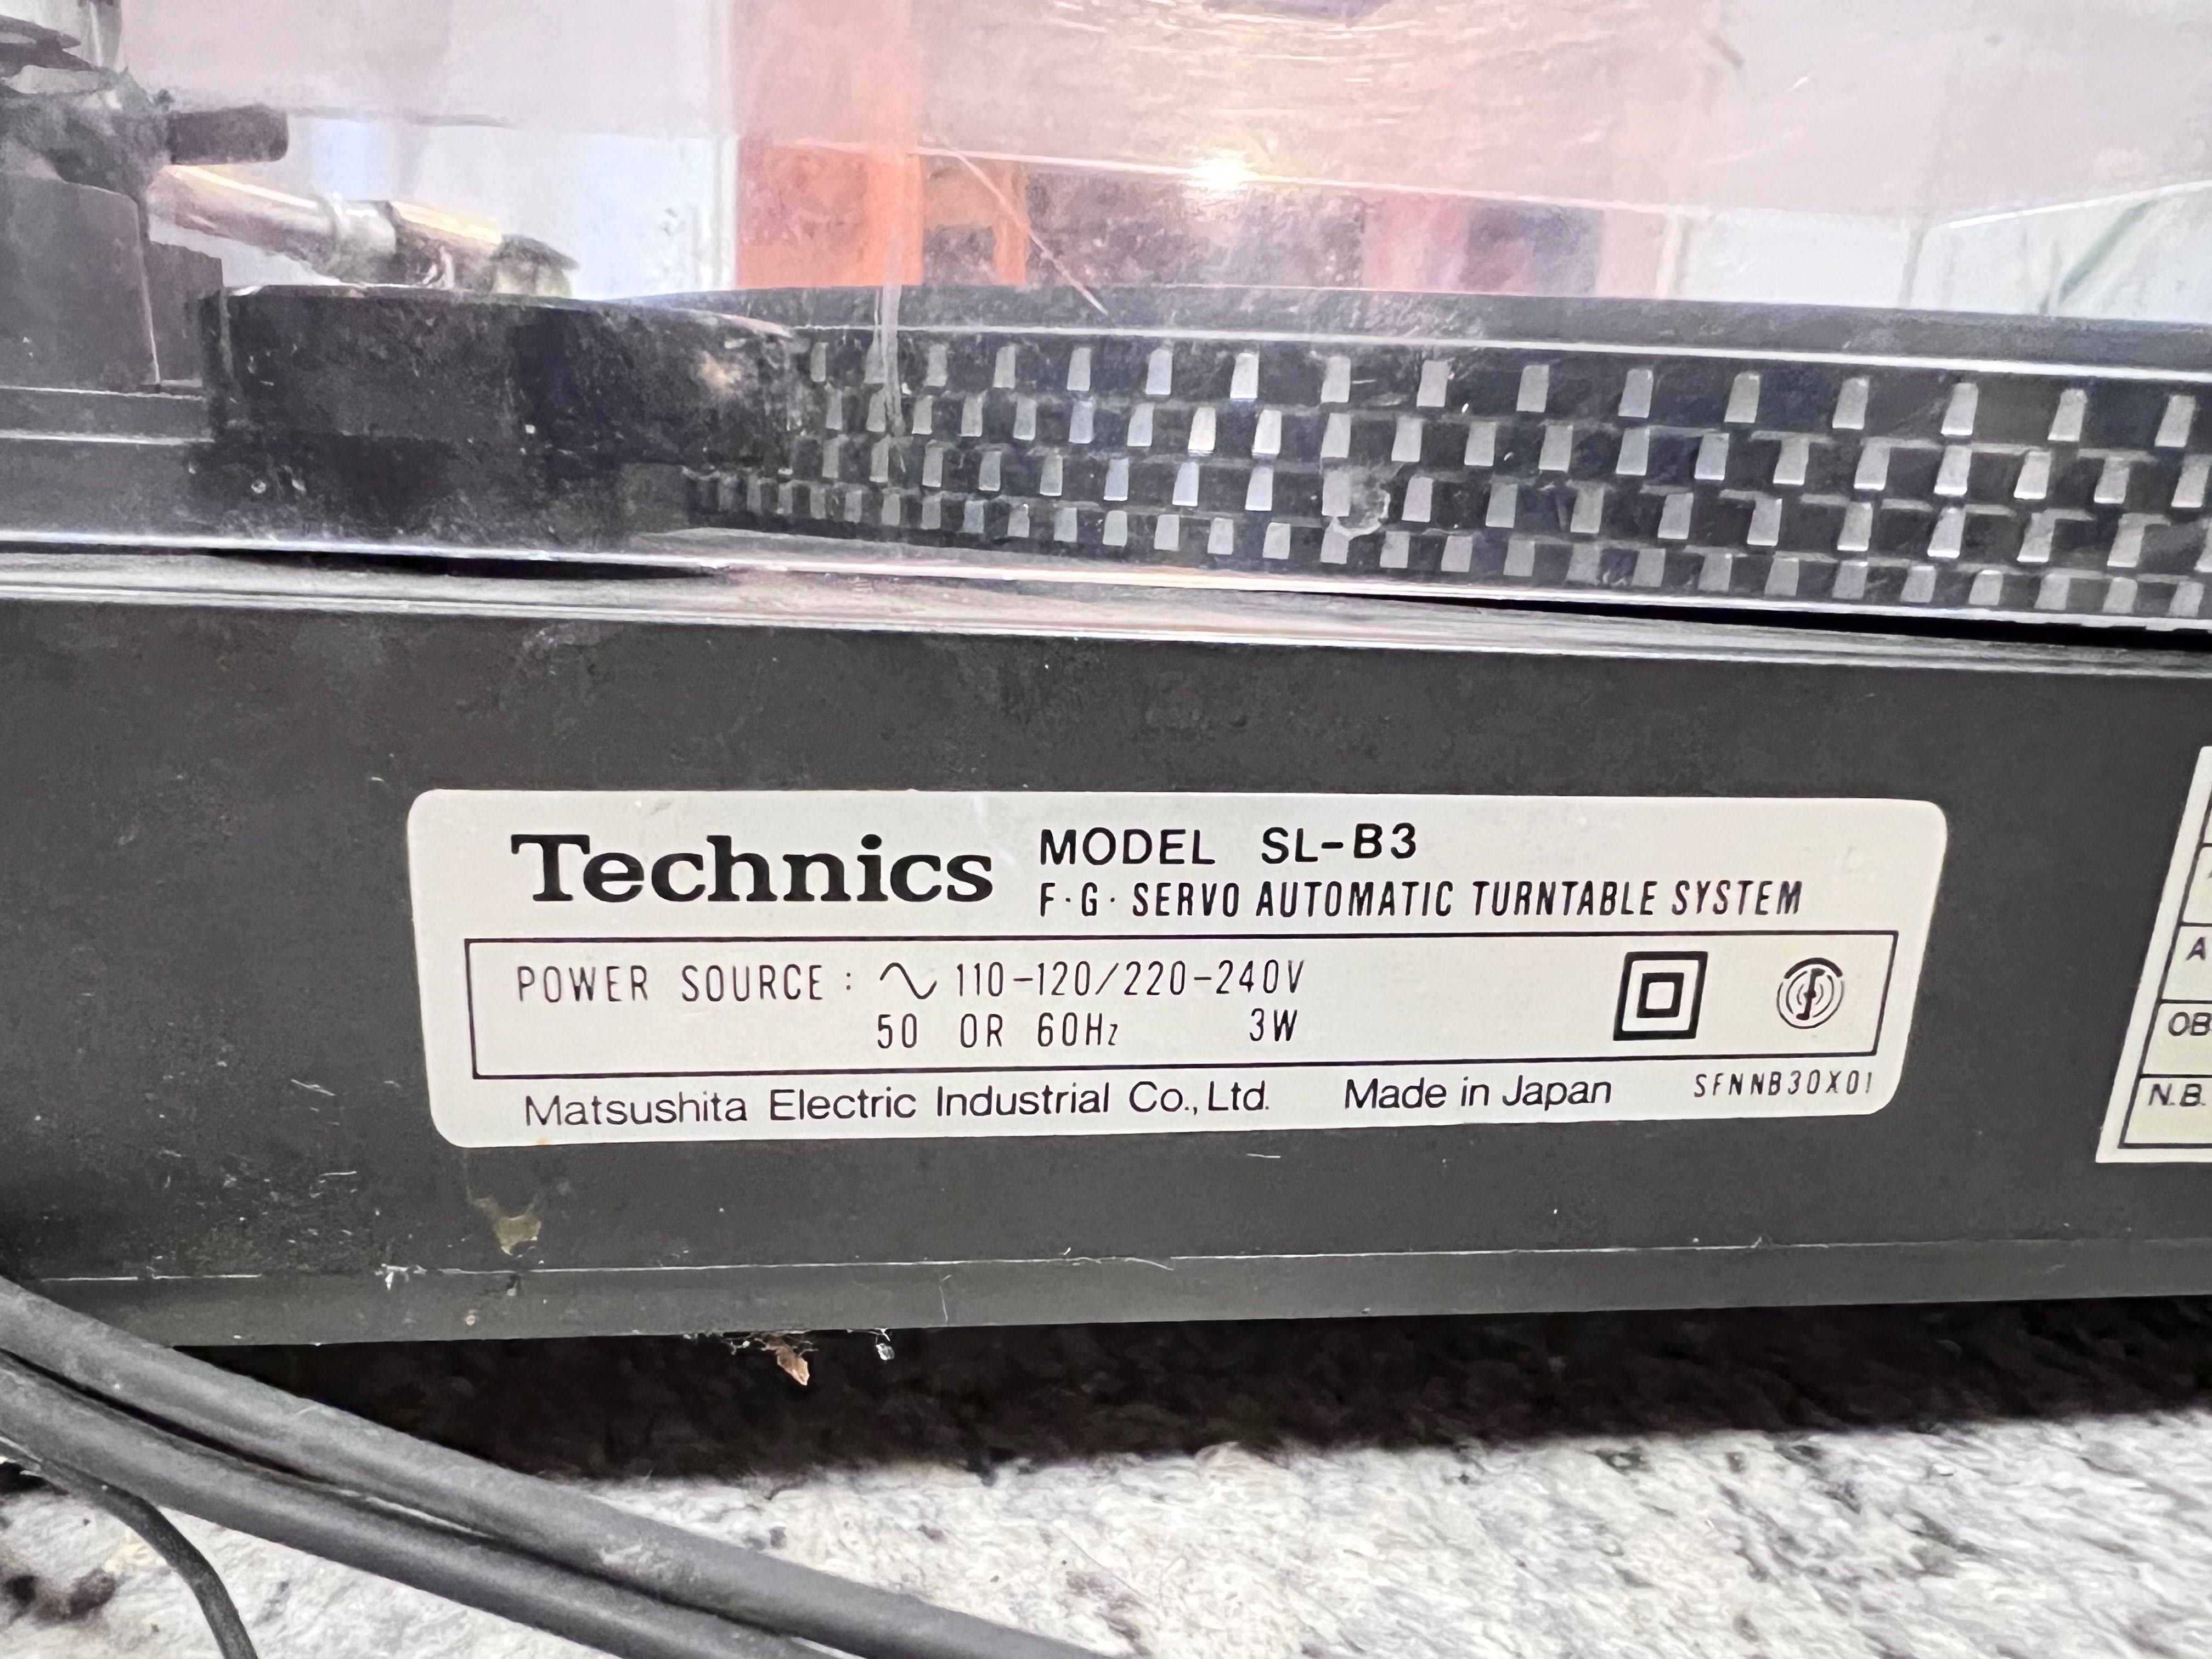 Technics MODEL SL-B3
F·G· SERVO AUTOMATIC TURNTABLE SYSTEM
POWER SOURCE : ∿ 110-120/220-240V
50 OR 60Hz 3W
Matsushita Electric Industrial Co., Ltd. Made in Japan SFNNB30X01
A
OB
N.B.